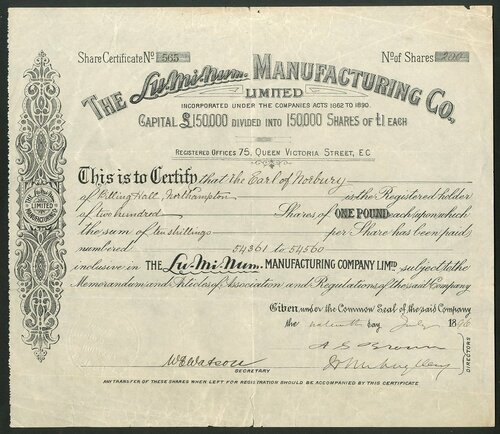 Share Certificate No 565 No of Shares 200
THE Lu-Mi-Num. MANUFACTURING Co.,
LIMITED
INCORPORATED UNDER THE COMPANIES ACTS 1862 TO 1890.
CAPITAL £150,000 DIVIDED INTO 150,000 SHARES OF £1 EACH
REGISTERED OFFICES 75, QUEEN VICTORIA STREET, E.C
This is to Certify that the Earl of Norbury
of Billing Hall, Northampton is the Registered holder
of two hundred Shares of ONE POUND each upon which
the sum of ten shillings per Share has been paid
numbered 54361 to 54560
inclusive in THE Lu-Mi-Num. MANUFACTURING COMPANY LIMTD subject to the
Memorandum and Articles of Association and Regulations of the said Company
Given, under the Common Seal of the said Company
the day July 1896
W E Watson
SECRETARY
DIRECTORS
ANY TRANSFER OF THESE SHARES WHEN LEFT FOR REGISTRATION SHOULD BE ACCOMPANIED BY THIS CERTIFICATE
LIMITED